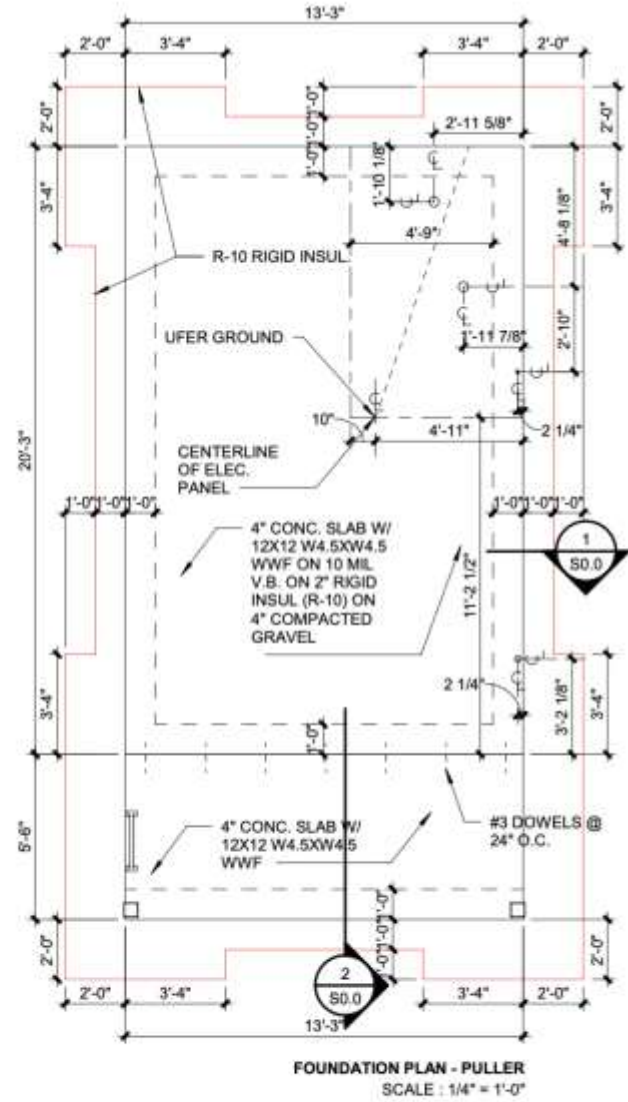 13'-3"
2'-0" 3'-4" 3'-4" 2'-0"
2'-0"
1'-0"
1'-0"
1'-0"
2'-0"
2'-11 5/8"
3'-4"
1'-10 1/8"
3'-4"
4'-9"
4'-8 1/8"
R-10 RIGID INSUL.
1'-11 7/8"
2'-10"
UFER GROUND
10"
4'-11"
2 1/4"
20'-3"
CENTERLINE
OF ELEC.
PANEL
1'-0" 1'-0" 1'-0"
1'-0" 1'-0" 1'-0"
4" CONC. SLAB W/
12X12 W4.5XW4.5
WWF ON 10 MIL
V.B. ON 2" RIGID
INSUL (R-10) ON
4" COMPACTED
GRAVEL
11'-2 1/2"
1
S0.0
2 1/4"
3'-4"
3'-2 1/8"
3'-4"
1'-0"
5'-6"
4" CONC. SLAB W/
12X12 W4.5XW4.5
WWF
#3 DOWELS @
24" O.C.
1'-0"
1'-0"
1'-0"
2'-0"
2'-0"
2
S0.0
2'-0" 3'-4" 3'-4" 2'-0"
13'-3"
FOUNDATION PLAN - PULLER
SCALE : 1/4" = 1'-0"